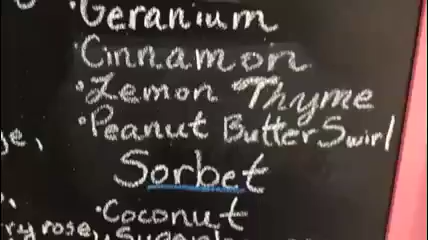 ·Geranium
·Cinnamon
·Lemon Thyme
·Peanut Butter Swirl
Sorbet
·Coconut